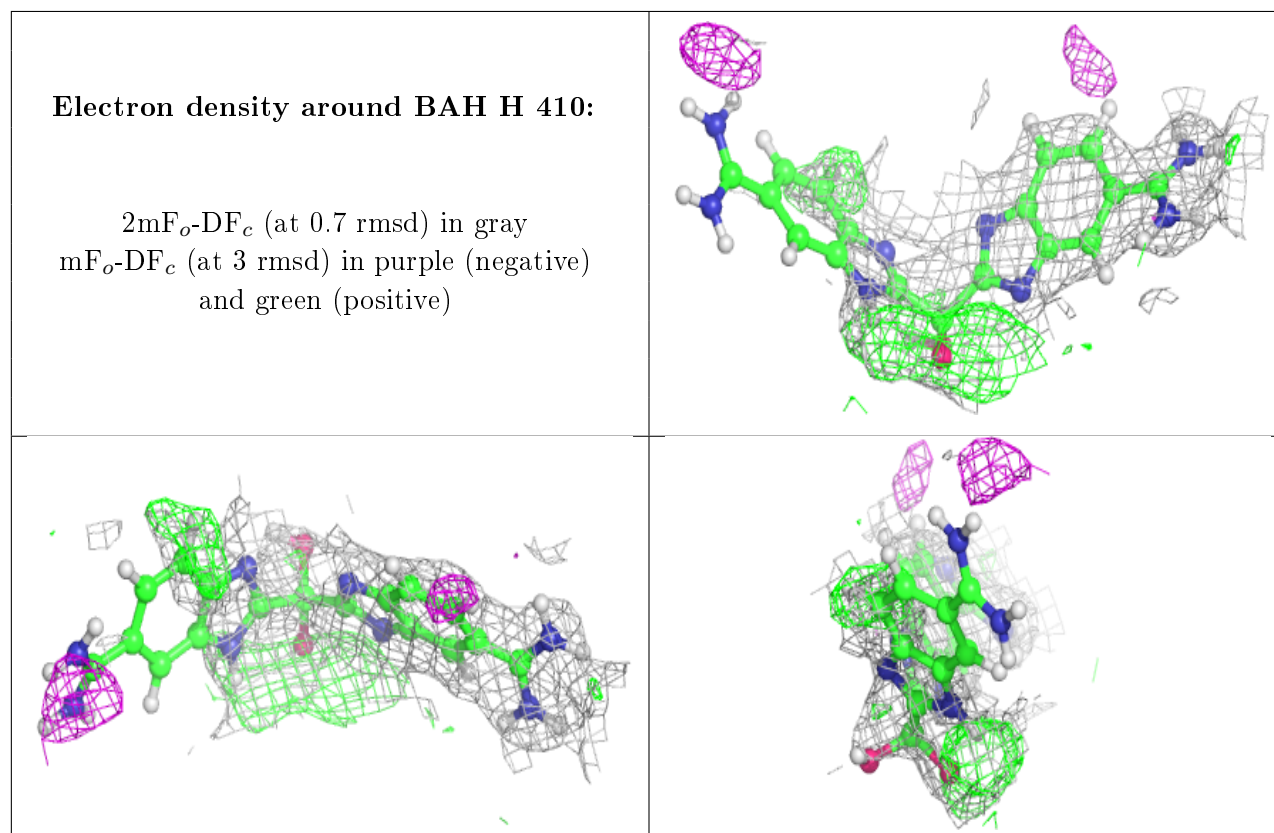 Electron density around BAH H 410:
2mFₒ-DF𝒸 (at 0.7 rmsd) in gray
mFₒ-DF𝒸 (at 3 rmsd) in purple (negative)
and green (positive)